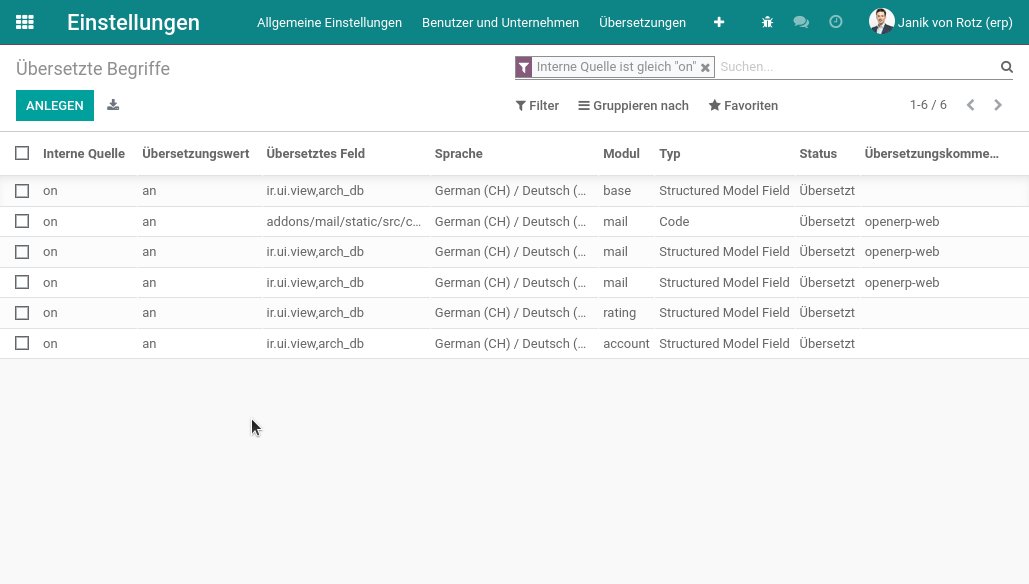 Einstellungen Allgemeine Einstellungen Benutzer und Unternehmen Übersetzungen Janik von Rotz (erp)
Übersetzte Begriffe Interne Quelle ist gleich "on" Suchen...
ANLEGEN Filter Gruppieren nach Favoriten 1-6 / 6
Interne Quelle Übersetzungswert Übersetztes Feld Sprache Modul Typ Status Übersetzungskomme...
on an ir.ui.view,arch_db German (CH) / Deutsch (... base Structured Model Field Übersetzt
on an addons/mail/static/src/c... German (CH) / Deutsch (... mail Code Übersetzt openerp-web
on an ir.ui.view,arch_db German (CH) / Deutsch (... mail Structured Model Field Übersetzt openerp-web
on an ir.ui.view,arch_db German (CH) / Deutsch (... mail Structured Model Field Übersetzt openerp-web
on an ir.ui.view,arch_db German (CH) / Deutsch (... rating Structured Model Field Übersetzt
on an ir.ui.view,arch_db German (CH) / Deutsch (... account Structured Model Field Übersetzt